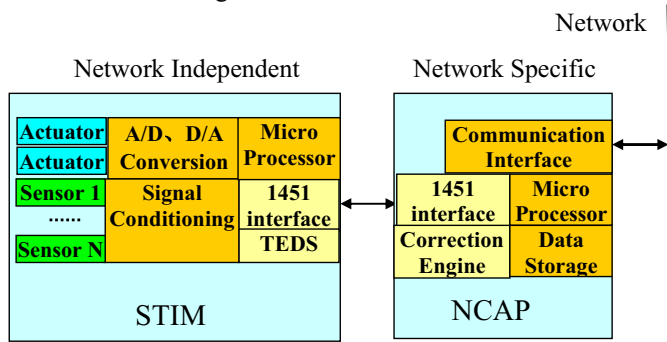 Network
Network Independent
Network Specific
Actuator
Actuator
A/D、D/A
Conversion
Micro
Processor
Sensor 1
......
Sensor N
Signal
Conditioning
1451
interface
TEDS
STIM
Communication
Interface
1451
interface
Micro
Processor
Correction
Engine
Data
Storage
NCAP